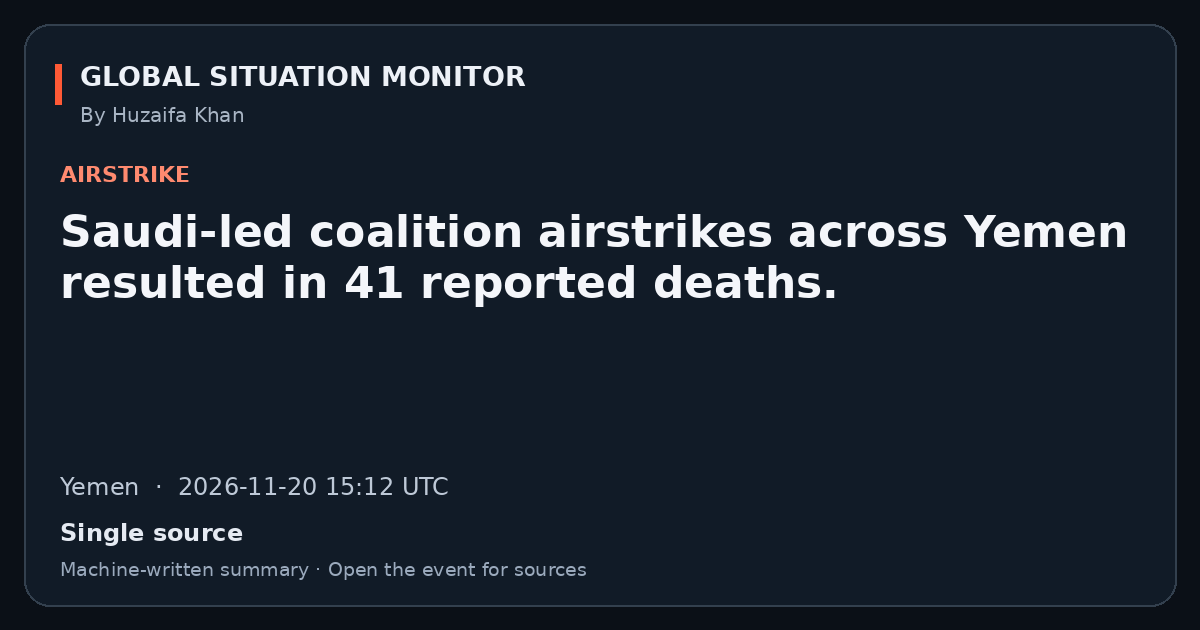 GLOBAL SITUATION MONITOR
By Huzaifa Khan
AIRSTRIKE
Saudi-led coalition airstrikes across Yemen
resulted in 41 reported deaths.
Yemen · 2026-11-20 15:12 UTC
Single source
Machine-written summary · Open the event for sources